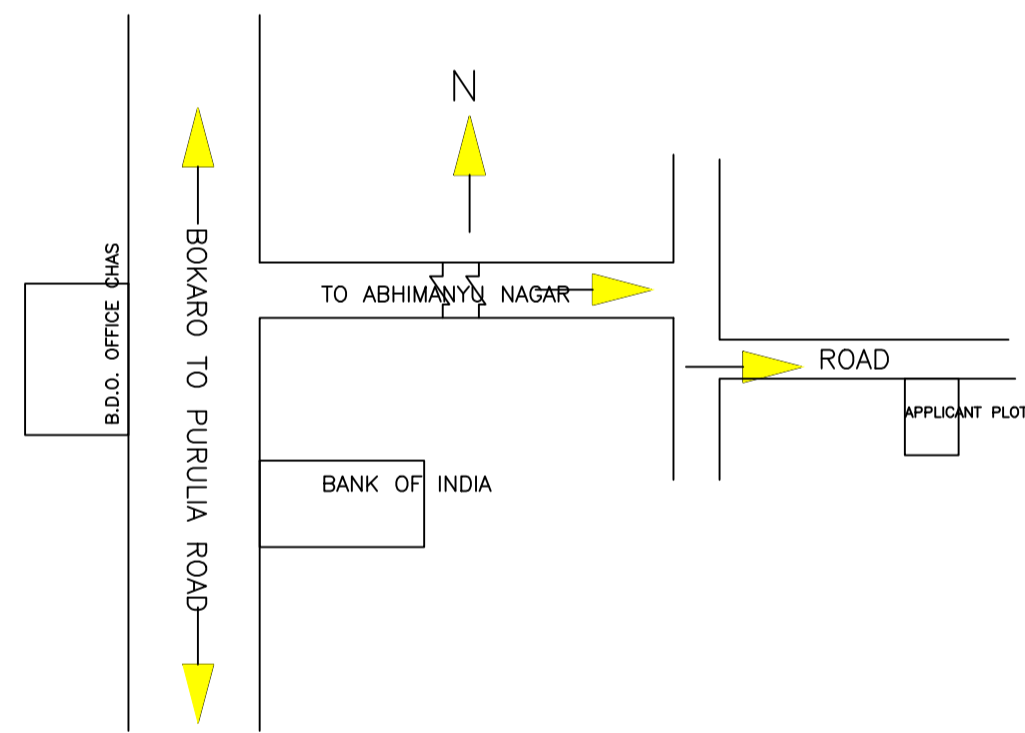 N
B.D.O. OFFICE CHAS
BOKARO TO PURULIA ROAD
TO ABHIMANYU NAGAR
ROAD
APPLICANT PLOT
BANK OF INDIA